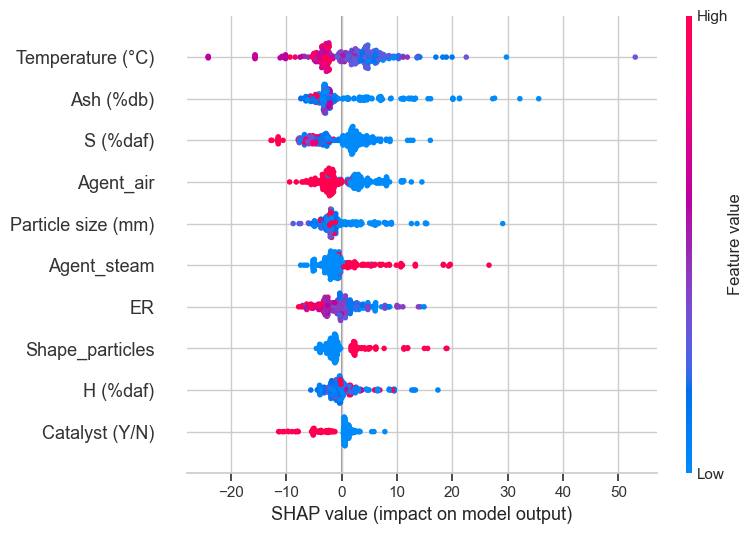 High
Temperature (°C)
Ash (%db)
S (%daf)
Agent_air
Particle size (mm)
Agent_steam
ER
Shape_particles
H (%daf)
Catalyst (Y/N)
Feature value
Low
−20 −10 0 10 20 30 40 50
SHAP value (impact on model output)